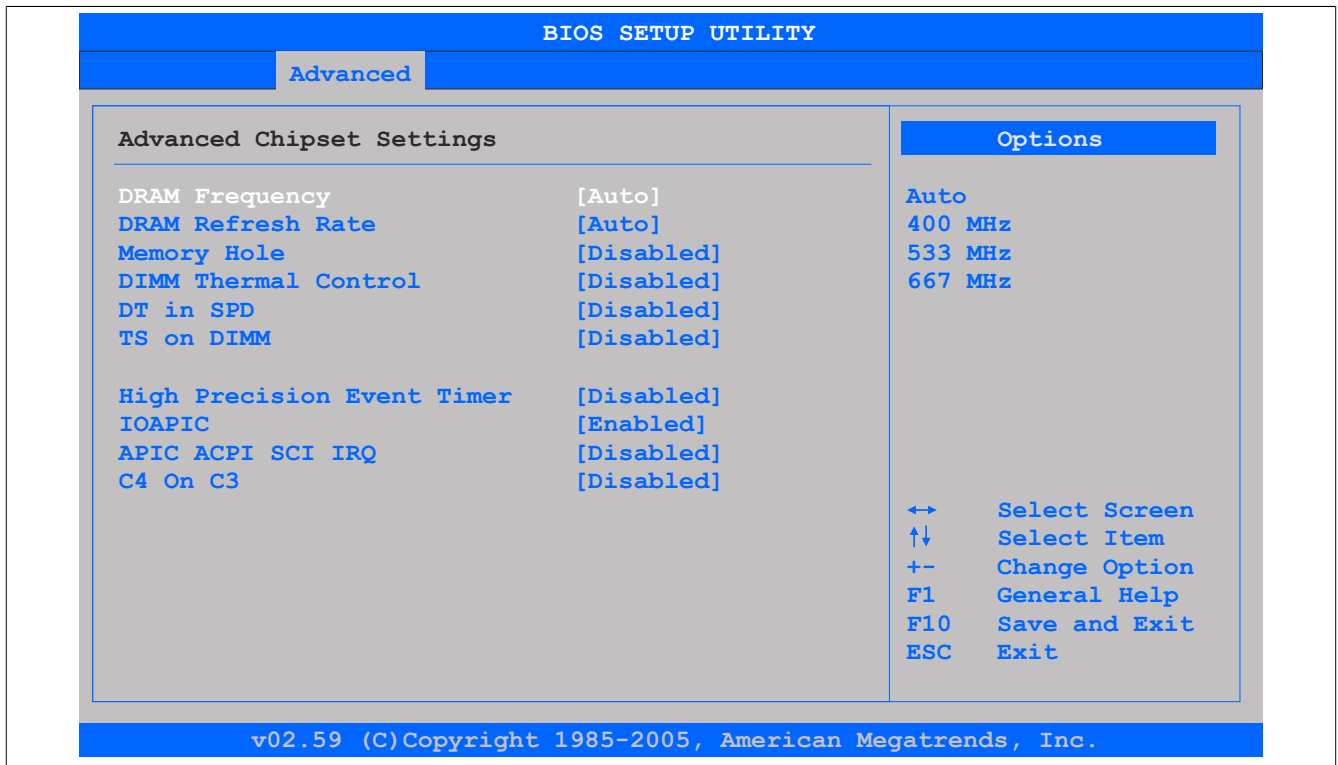 BIOS SETUP UTILITY
Advanced
Advanced Chipset Settings
DRAM Frequency [Auto]
DRAM Refresh Rate [Auto]
Memory Hole [Disabled]
DIMM Thermal Control [Disabled]
DT in SPD [Disabled]
TS on DIMM [Disabled]
High Precision Event Timer [Disabled]
IOAPIC [Enabled]
APIC ACPI SCI IRQ [Disabled]
C4 On C3 [Disabled]
Options
Auto
400 MHz
533 MHz
667 MHz
↔ Select Screen
↑↓ Select Item
+- Change Option
F1 General Help
F10 Save and Exit
ESC Exit
v02.59 (C)Copyright 1985-2005, American Megatrends, Inc.